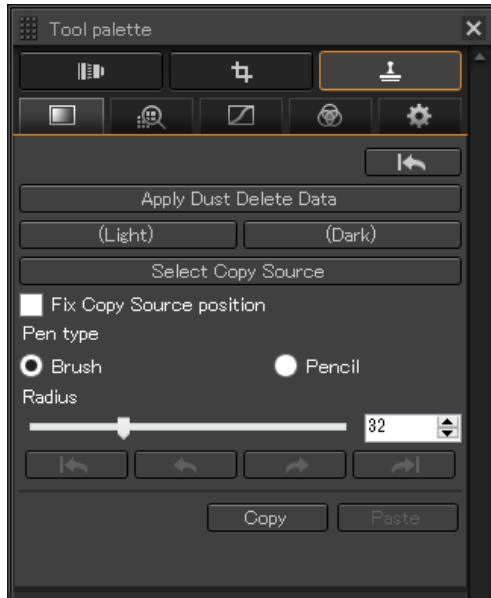 Tool palette
Apply Dust Delete Data
(Light) (Dark)
Select Copy Source
Fix Copy Source position
Pen type
Brush Pencil
Radius
32
Copy Paste